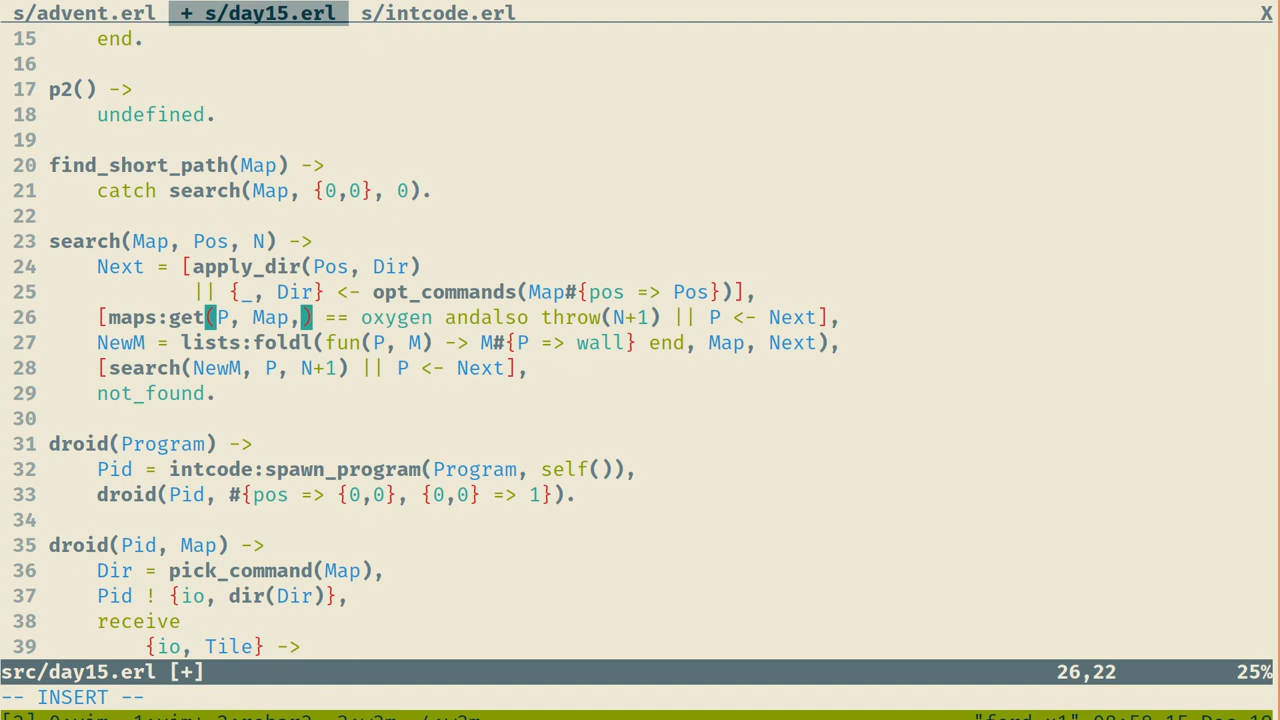 s/advent.erl + s/day15.erl s/intcode.erl X
15 end.
16
17 p2() ->
18 undefined.
19
20 find_short_path(Map) ->
21 catch search(Map, {0,0}, 0).
22
23 search(Map, Pos, N) ->
24 Next = [apply_dir(Pos, Dir)
25 || {_, Dir} <- opt_commands(Map#{pos => Pos})],
26 [maps:get(P, Map,) == oxygen andalso throw(N+1) || P <- Next],
27 NewM = lists:foldl(fun(P, M) -> M#{P => wall} end, Map, Next),
28 [search(NewM, P, N+1) || P <- Next],
29 not_found.
30
31 droid(Program) ->
32 Pid = intcode:spawn_program(Program, self()),
33 droid(Pid, #{pos => {0,0}, {0,0} => 1}).
34
35 droid(Pid, Map) ->
36 Dir = pick_command(Map),
37 Pid ! {io, dir(Dir)},
38 receive
39 {io, Tile} ->
src/day15.erl [+] 26,22 25%
-- INSERT --